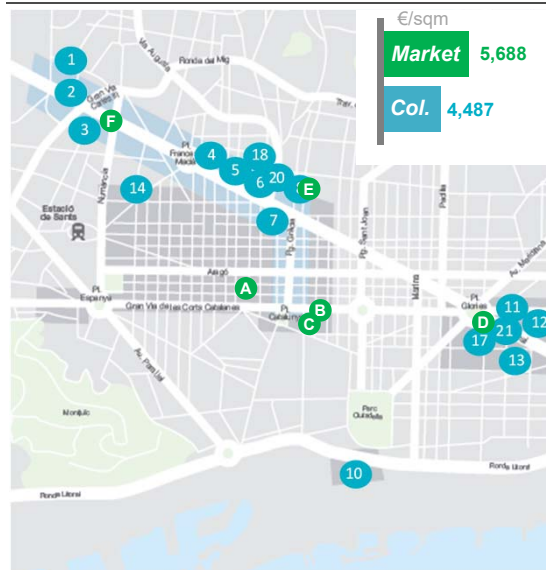 €/sqm
Market 5,688
Col. 4,487
1
2
3
F
Via Augusta
Ronda del Mig
Gran Via
Carles III
4
5
18
6
20
E
Pl.
Francesc
Macià
14
7
Numància
Estació
de Sants
Pg. Gràcia
Pg. Sant Joan
Padilla
Marina
Av. Meridiana
Aragó
A
Pl.
Espanya
Gran Via de les Corts Catalanes
Pl.
Catalunya
B
C
Pl.
Glòries
D
11
12
21
17
13
Av. Paral·lel
Montjuïc
Parc
Ciutadella
10
Ronda Litoral
Ronda Litoral